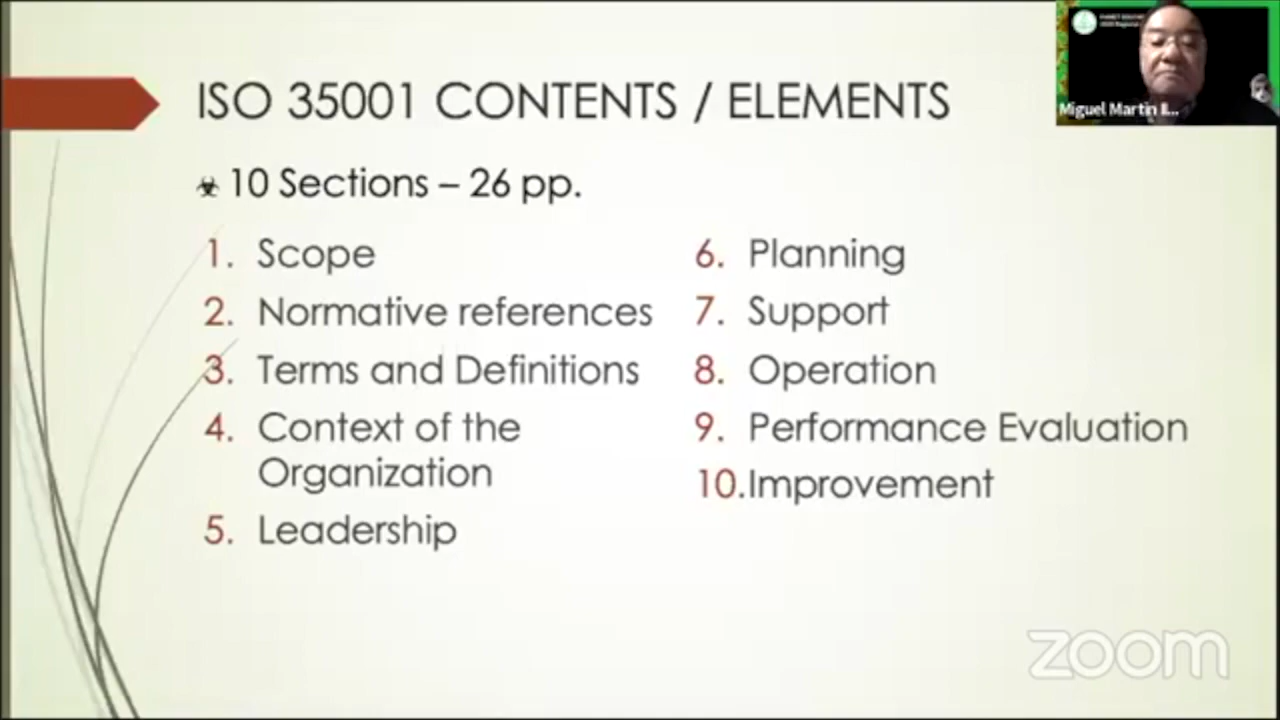 ISO 35001 CONTENTS / ELEMENTS
10 Sections – 26 pp.
1. Scope
2. Normative references
3. Terms and Definitions
4. Context of the
Organization
5. Leadership
6. Planning
7. Support
8. Operation
9. Performance Evaluation
10. Improvement
Miguel Martin II...
zoom